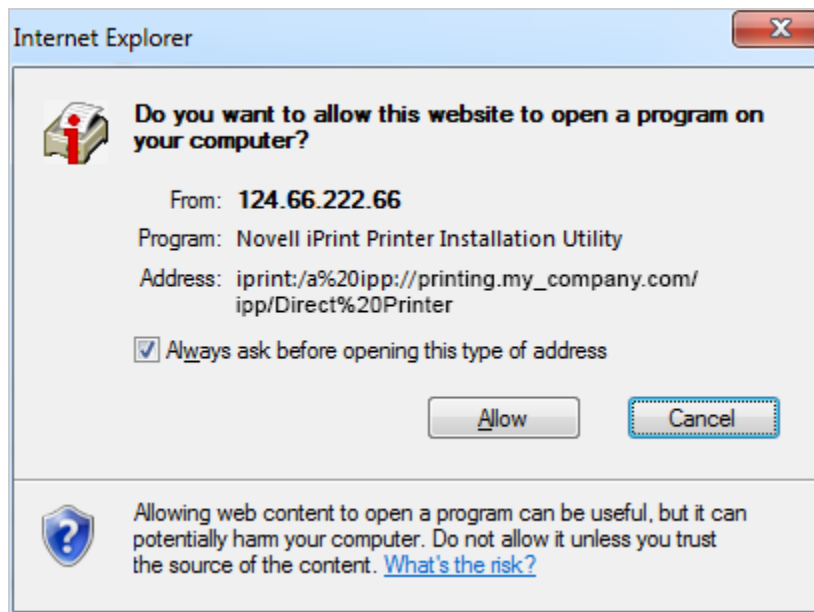 Internet Explorer
Do you want to allow this website to open a program on
your computer?
From: 124.66.222.66
Program: Novell iPrint Printer Installation Utility
Address: iprint:/a%20ipp://printing.my_company.com/
ipp/Direct%20Printer
Always ask before opening this type of address
Allow
Cancel
Allowing web content to open a program can be useful, but it can
potentially harm your computer. Do not allow it unless you trust
the source of the content. What's the risk?